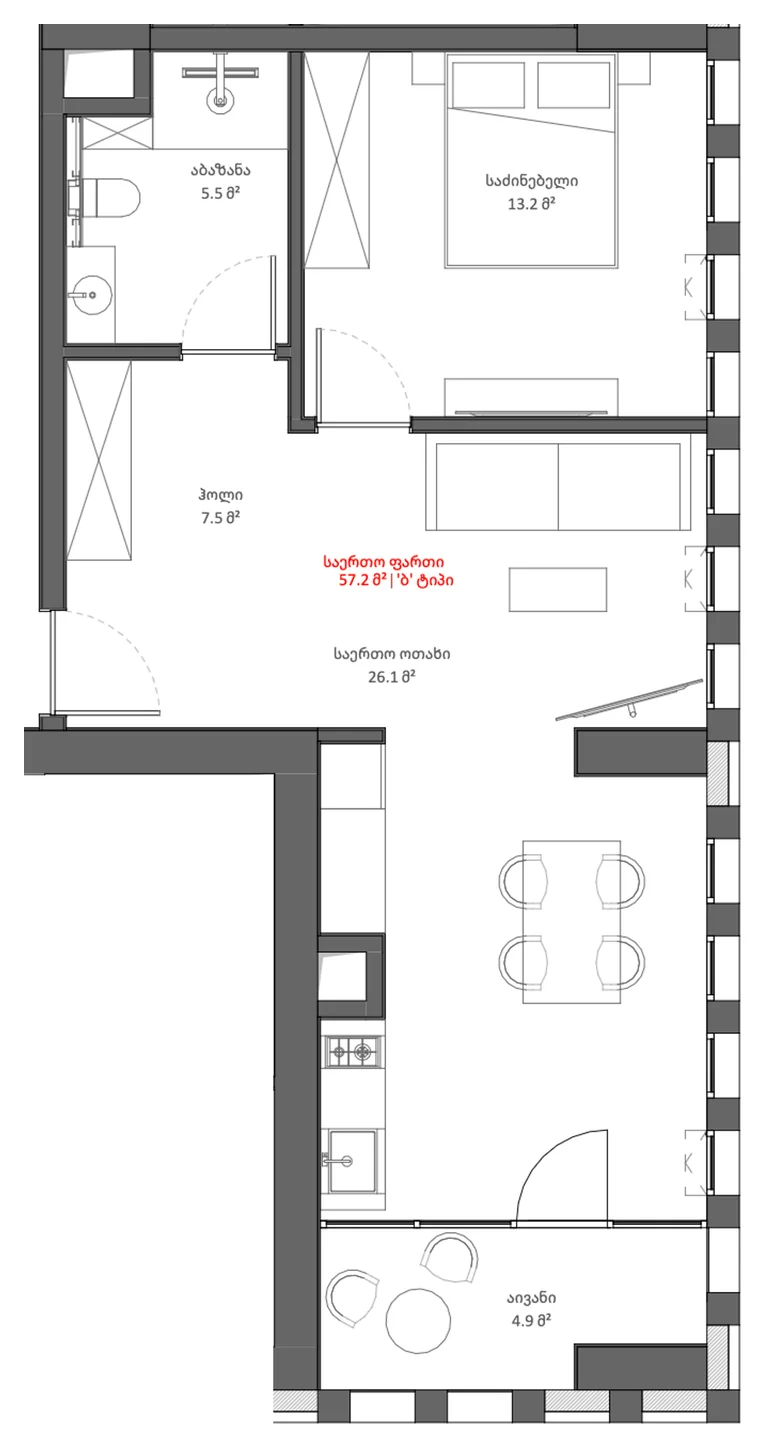 აბაზანა
5.5 მ²
საძინებელი
13.2 მ²
ჰოლი
7.5 მ²
საერთო ფართი
57.2 მ² | 'ბ' ტიპი
საერთო ოთახი
26.1 მ²
აივანი
4.9 მ²